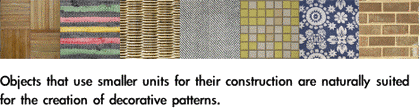 Objects that use smaller units for their construction are naturally suited
for the creation of decorative patterns.